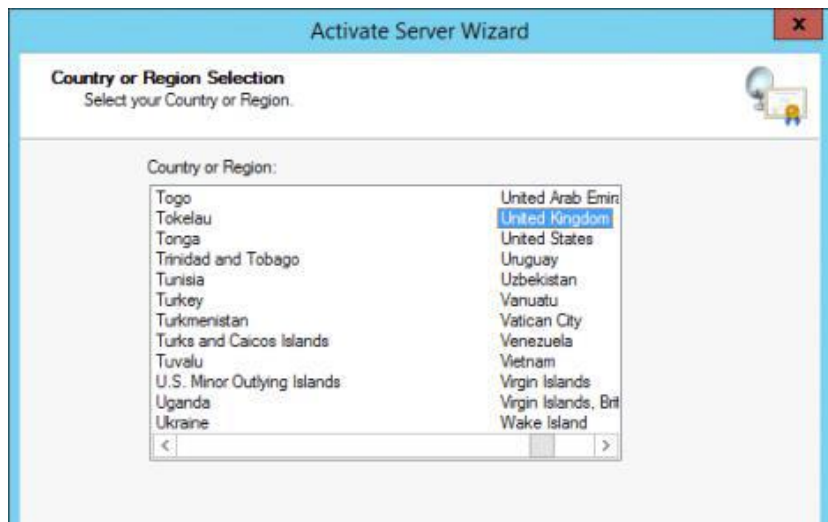 Activate Server Wizard
x
Country or Region Selection
Select your Country or Region.
Country or Region:
Togo
Tokelau
Tonga
Trinidad and Tobago
Tunisia
Turkey
Turkmenistan
Turks and Caicos Islands
Tuvalu
U.S. Minor Outlying Islands
Uganda
Ukraine
United Arab Emira
United Kingdom
United States
Uruguay
Uzbekistan
Vanuatu
Vatican City
Venezuela
Vietnam
Virgin Islands
Virgin Islands, Brit
Wake Island